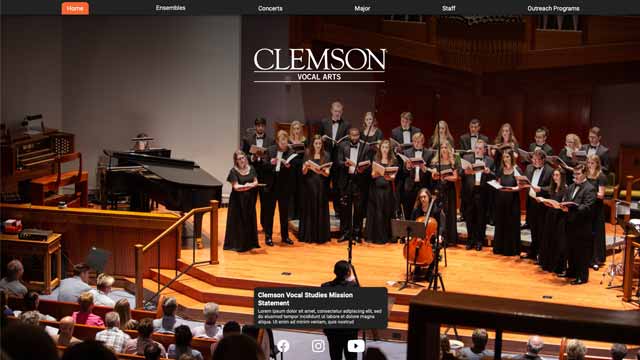 Home Ensembles Concerts Major Staff Outreach Programs
CLEMSON
VOCAL ARTS
Clemson Vocal Studies Mission
Statement
Lorem ipsum dolor sit amet, consectetur adipiscing elit, sed
do eiusmod tempor incididunt ut labore et dolore magna
aliqua. Ut enim ad minim veniam, quis nostrud